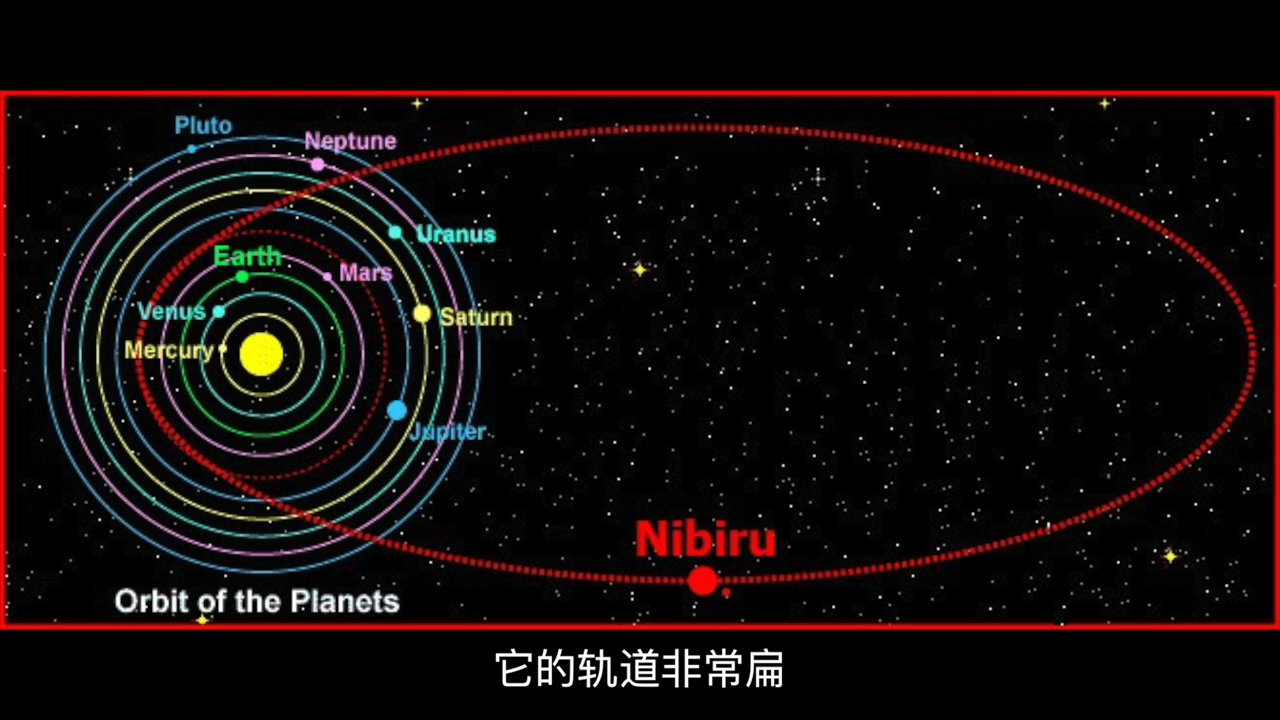 Pluto
Neptune
Uranus
Earth
Mars
Venus
Saturn
Mercury
Jupiter
Nibiru
Orbit of the Planets
它的轨道非常扁